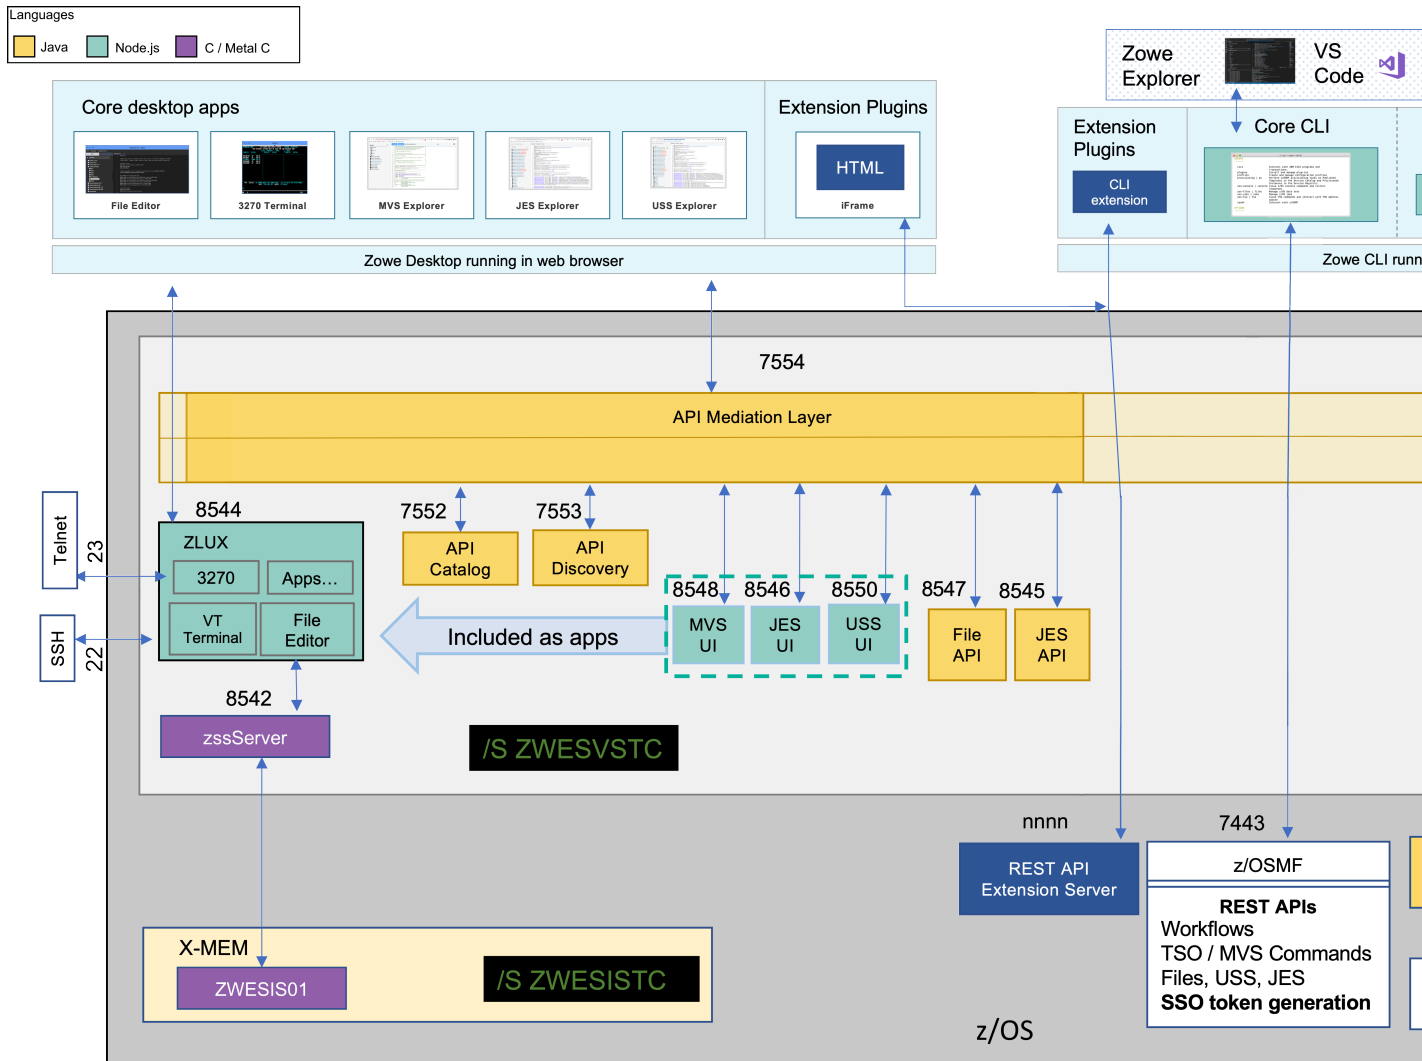 Languages
Java
Node.js
C / Metal C
Core desktop apps
File Editor
3270 Terminal
MVS Explorer
JES Explorer
USS Explorer
Extension Plugins
HTML
iFrame
Zowe Desktop running in web browser
Zowe
Explorer
VS
Code
Extension
Plugins
CLI
extension
Core CLI
Zowe CLI runn
7554
API Mediation Layer
Telnet
23
SSH
22
8544
ZLUX
3270
Apps...
VT
Terminal
File
Editor
7552
API
Catalog
7553
API
Discovery
Included as apps
8548
MVS
UI
8546
JES
UI
8550
USS
UI
8547
File
API
8545
JES
API
8542
zssServer
/S ZWESVSTC
X-MEM
ZWESIS01
/S ZWESISTC
nnnn
REST API
Extension Server
7443
z/OSMF
REST APIs
Workflows
TSO / MVS Commands
Files, USS, JES
SSO token generation
z/OS